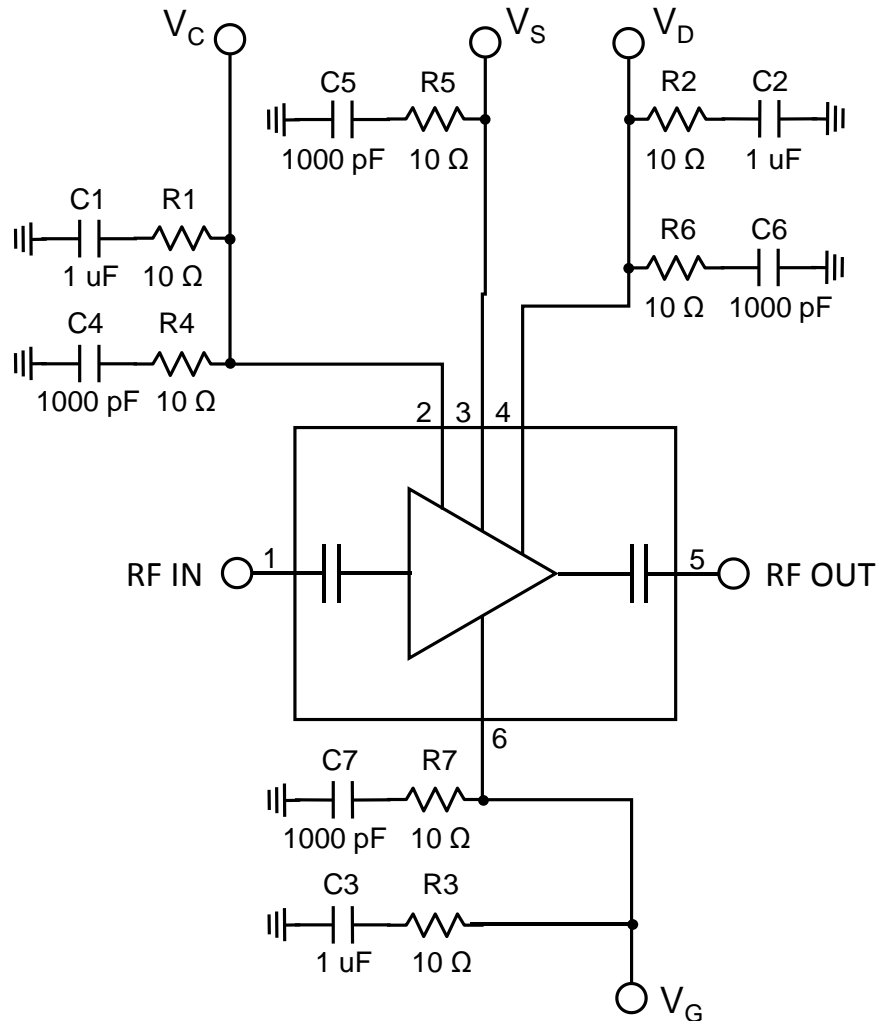 V_C
V_S
V_D
C5 R5
1000 pF 10 Ω
R2 C2
10 Ω 1 uF
C1 R1
1 uF 10 Ω
R6 C6
10 Ω 1000 pF
C4 R4
1000 pF 10 Ω
2 3 4
RF IN 1
5 RF OUT
6
C7 R7
1000 pF 10 Ω
C3 R3
1 uF 10 Ω
V_G